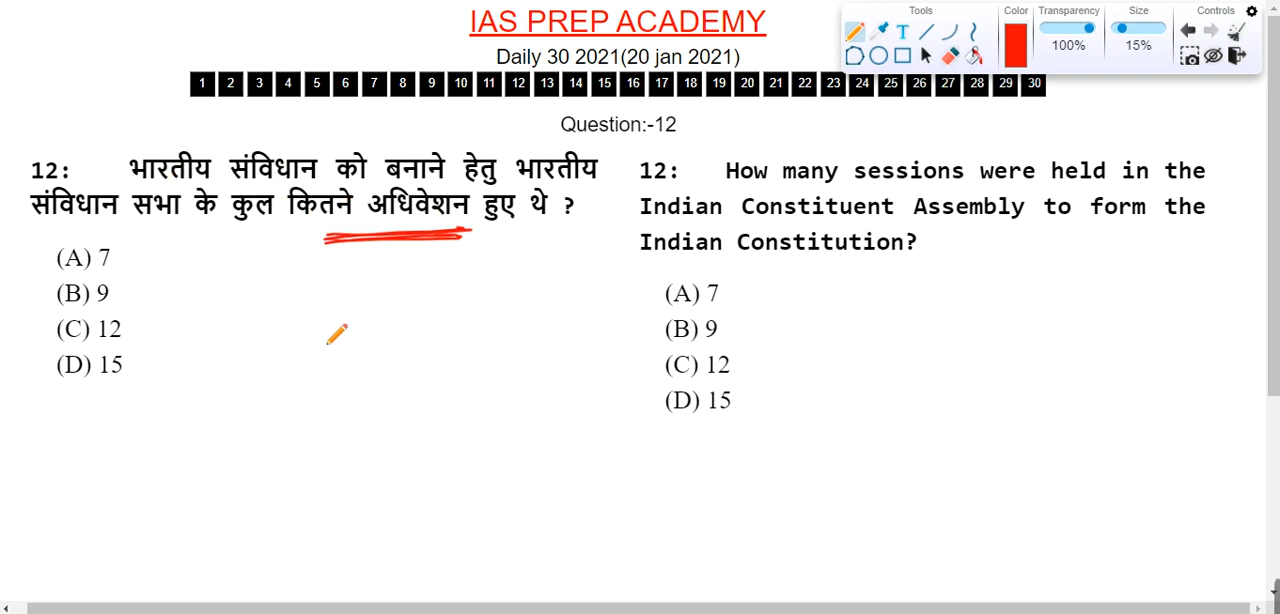 IAS PREP ACADEMY
Daily 30 2021(20 jan 2021)
Tools
Color
Transparency
Size
Controls
T
100%
15%
1 2 3 4 5 6 7 8 9 10 11 12 13 14 15 16 17 18 19 20 21 22 23 24 25 26 27 28 29 30
Question:-12
12: भारतीय संविधान को बनाने हेतु भारतीय
संविधान सभा के कुल कितने अधिवेशन हुए थे ?
(A) 7
(B) 9
(C) 12
(D) 15
12: How many sessions were held in the
Indian Constituent Assembly to form the
Indian Constitution?
(A) 7
(B) 9
(C) 12
(D) 15